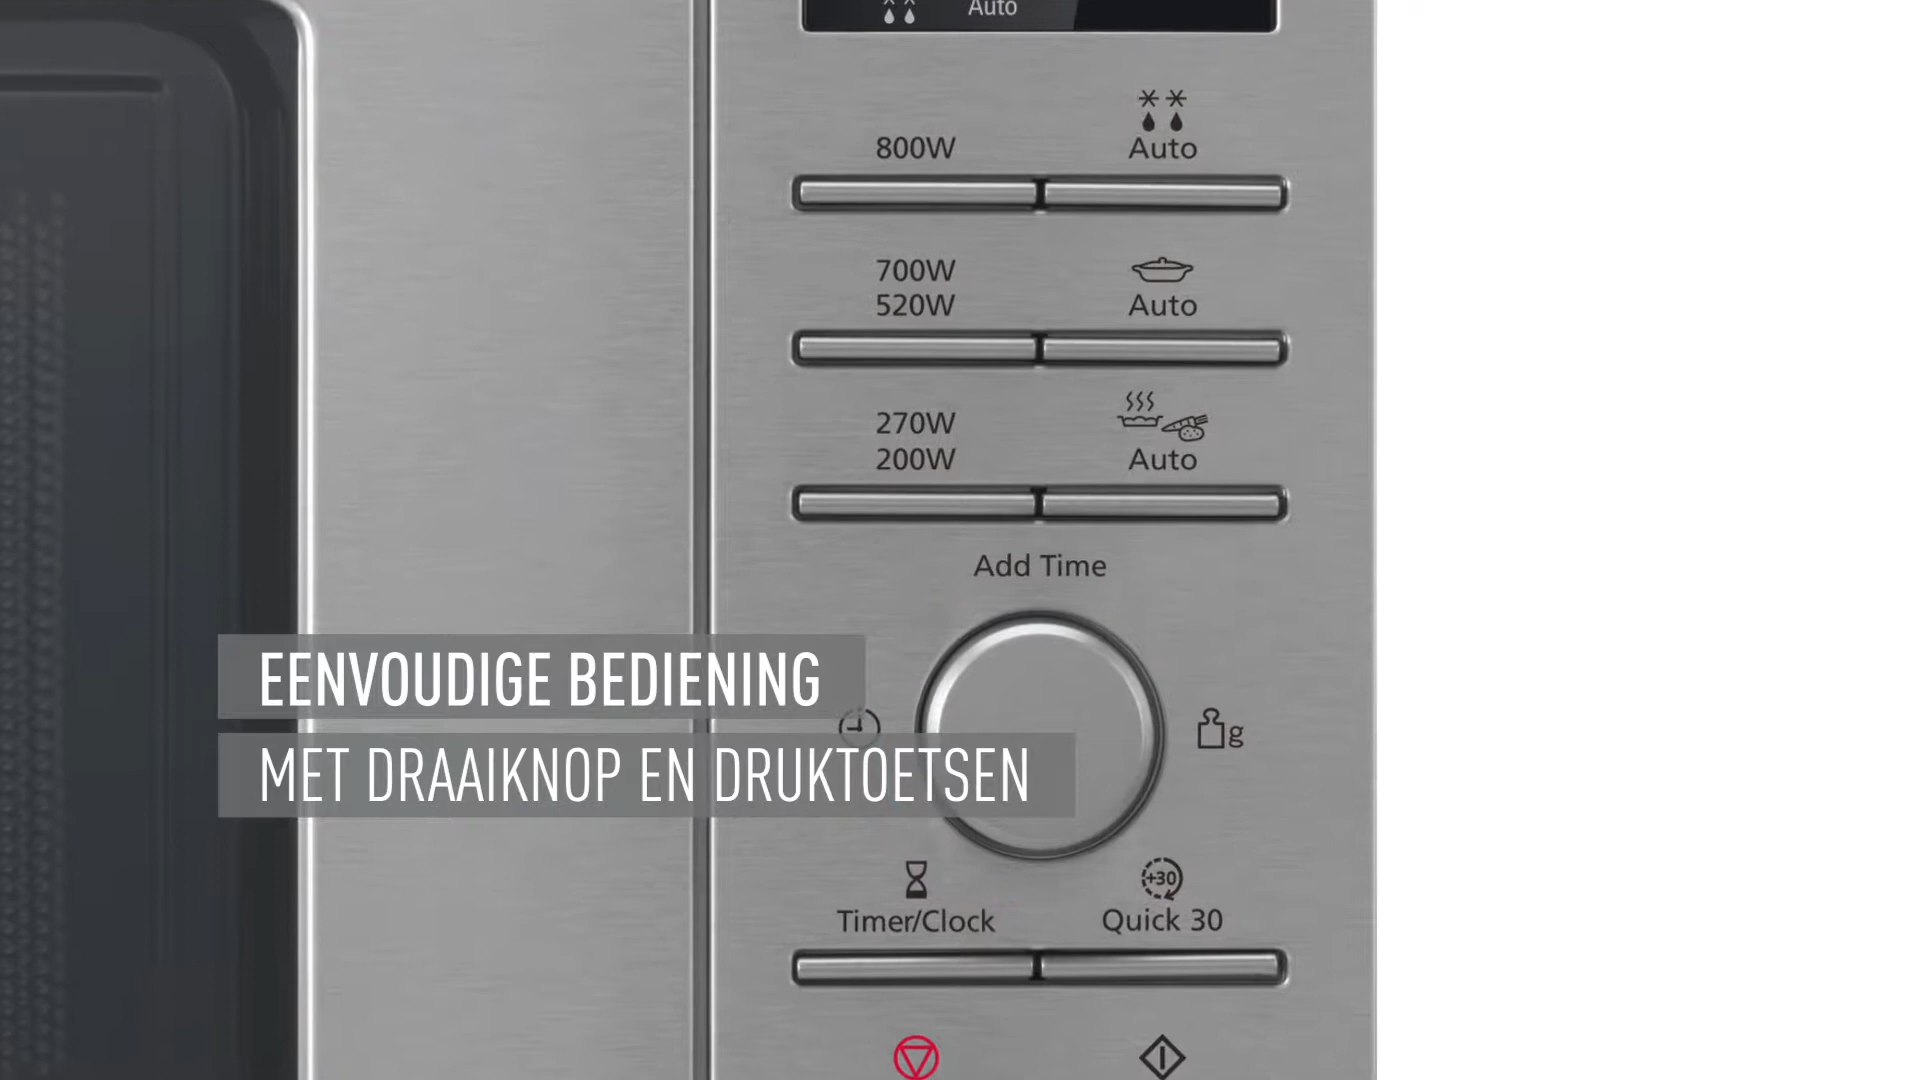 Auto
800W
Auto
700W
520W
Auto
270W
200W
Auto
Add Time
EENVOUDIGE BEDIENING
g
MET DRAAIKNOP EN DRUKTOETSEN
+30
Timer/Clock
Quick 30